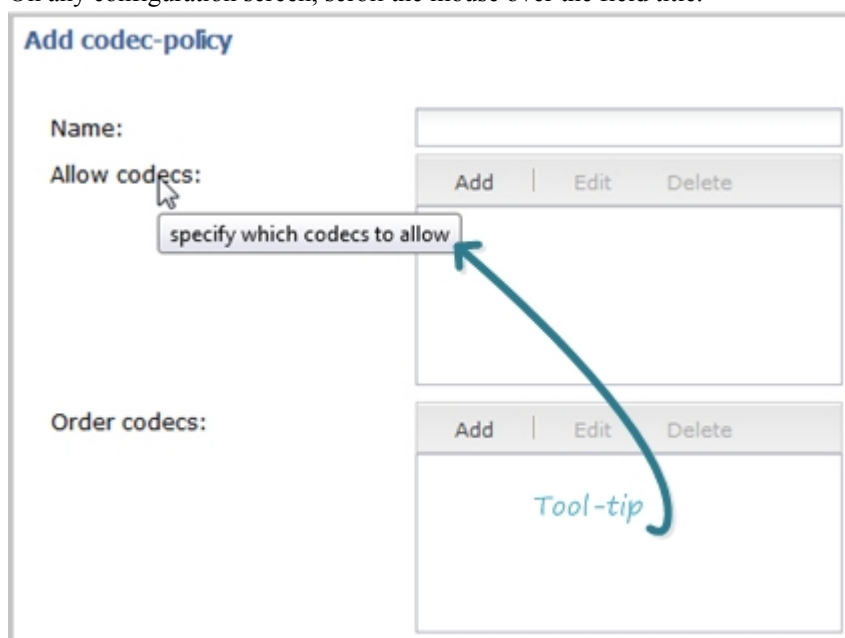 On any configuration screen, scroll the mouse over the field title.
Add codec-policy
Name:
Allow codecs:
Add | Edit Delete
specify which codecs to allow
Order codecs:
Add | Edit Delete
Tool-tip